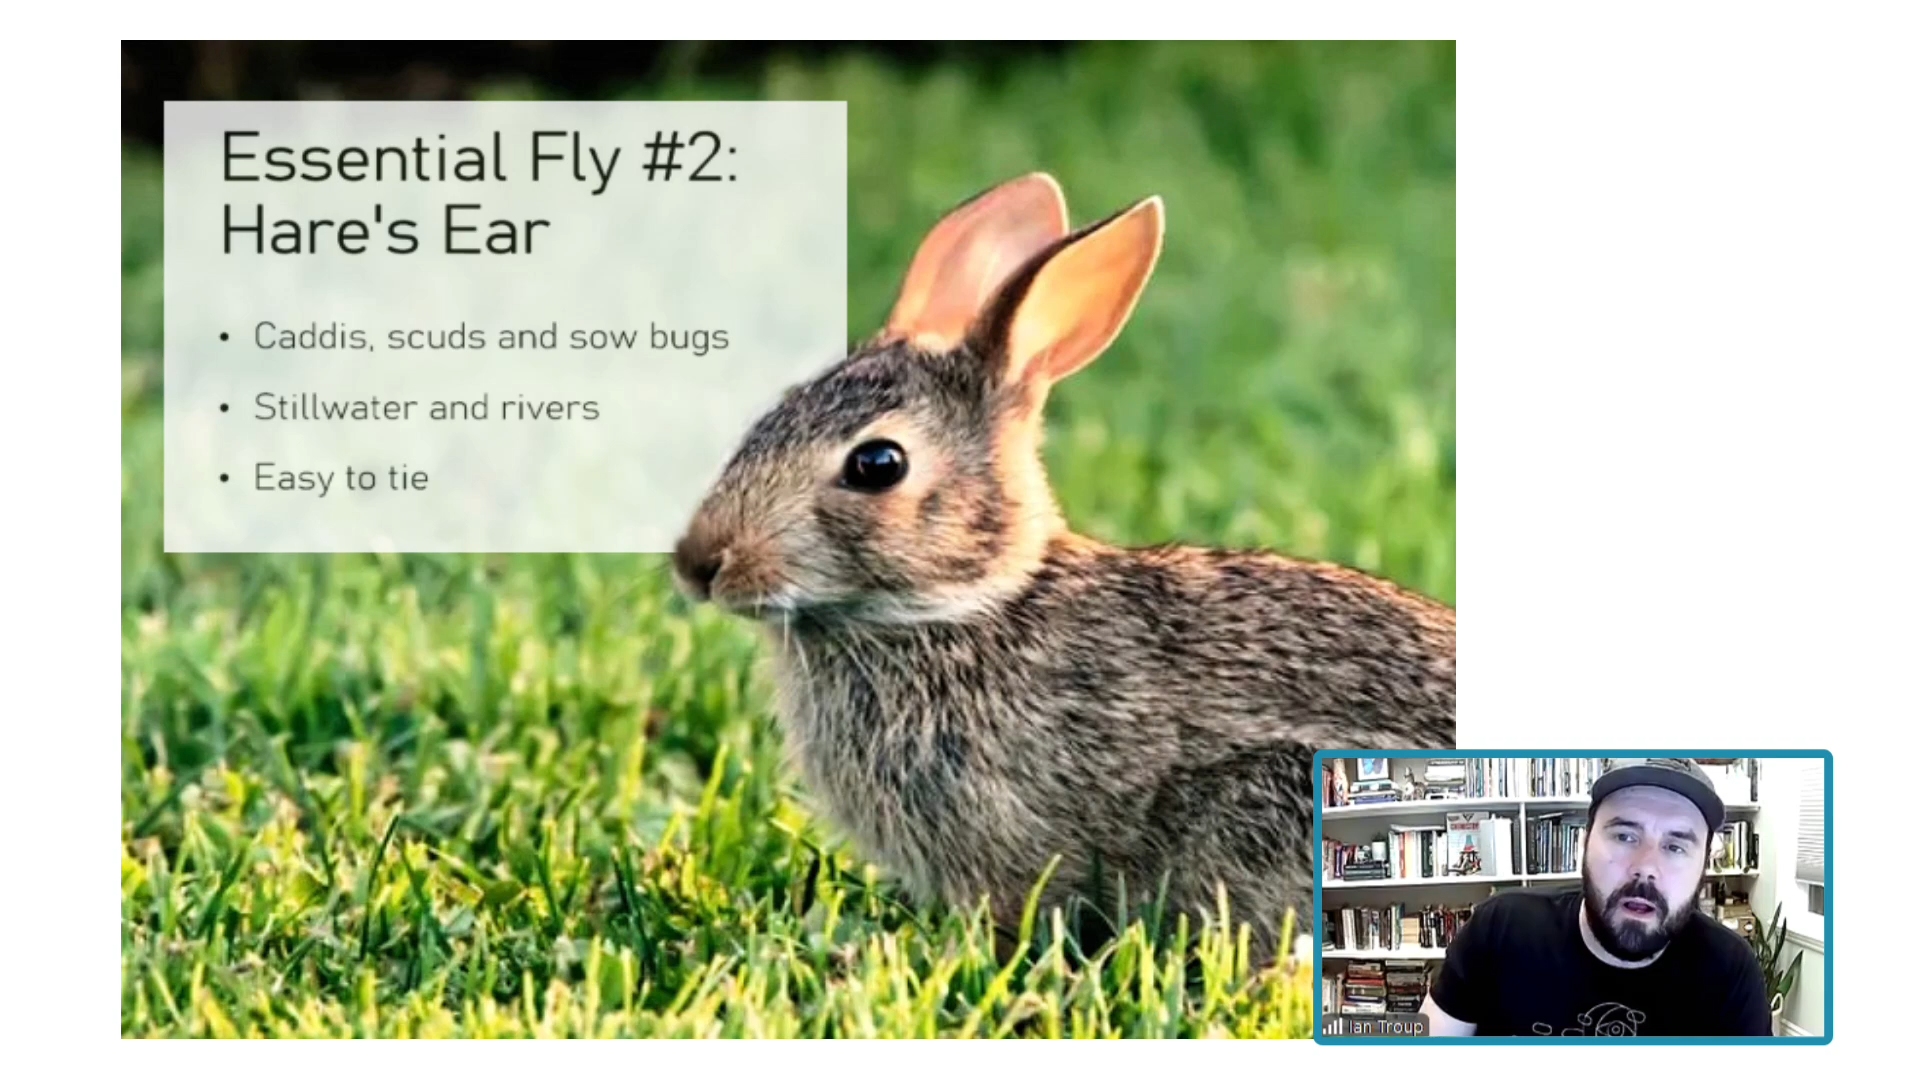 Essential Fly #2:
Hare's Ear
• Caddis, scuds and sow bugs
• Stillwater and rivers
• Easy to tie
Ian Troup